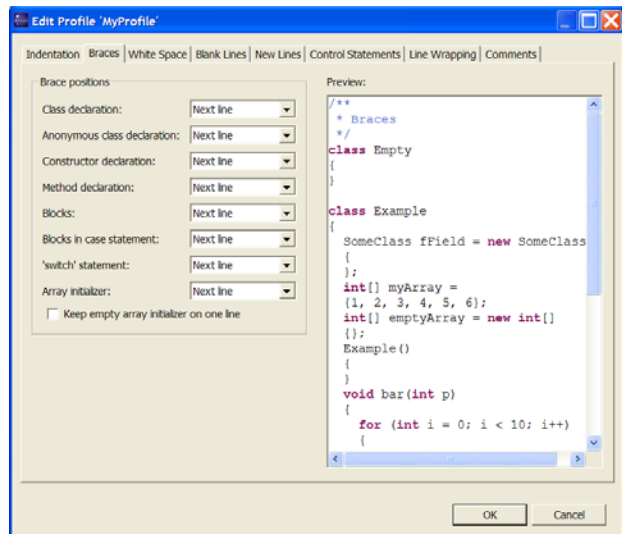 Edit Profile 'MyProfile'
Indentation Braces White Space Blank Lines New Lines Control Statements Line Wrapping Comments
Brace positions
Class declaration: Next line
Anonymous class declaration: Next line
Constructor declaration: Next line
Method declaration: Next line
Blocks: Next line
Blocks in case statement: Next line
'switch' statement: Next line
Array initializer: Next line
Keep empty array initializer on one line
Preview:
/**
* Braces
*/
class Empty
{
}
class Example
{
SomeClass fField = new SomeClass
{
};
int[] myArray =
{1, 2, 3, 4, 5, 6};
int[] emptyArray = new int[]
{};
Example()
{
}
void bar(int p)
{
for (int i = 0; i < 10; i++)
{
OK Cancel